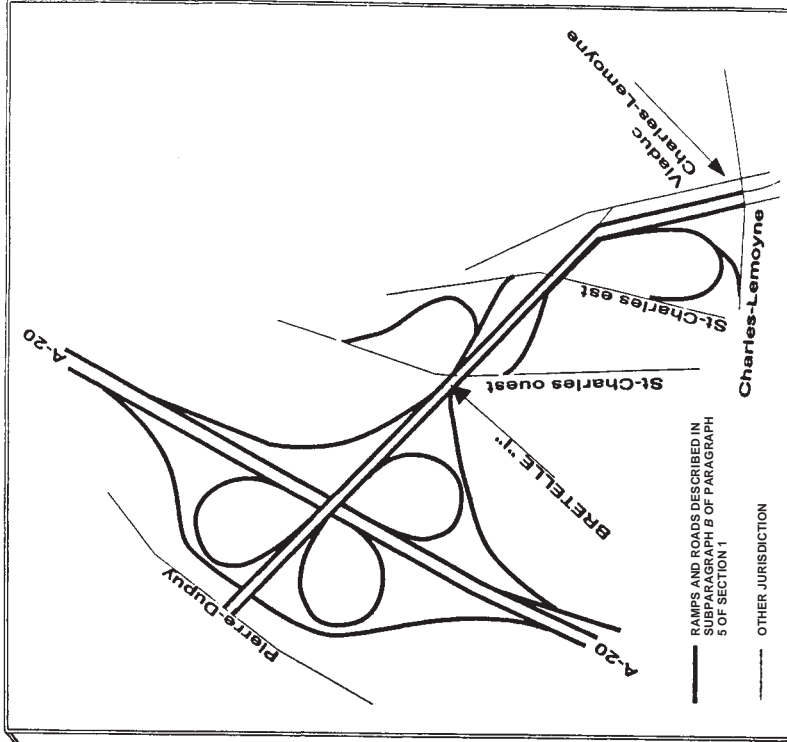 A-20
Viaduc
Charles-Lemoyne
Pierre-Dupuy
St-Charles est
St-Charles ouest
Charles-Lemoyne
BRETELLE "I"
A-20
RAMPS AND ROADS DESCRIBED IN
SUBPARAGRAPH B OF PARAGRAPH
5 OF SECTION 1
OTHER JURISDICTION